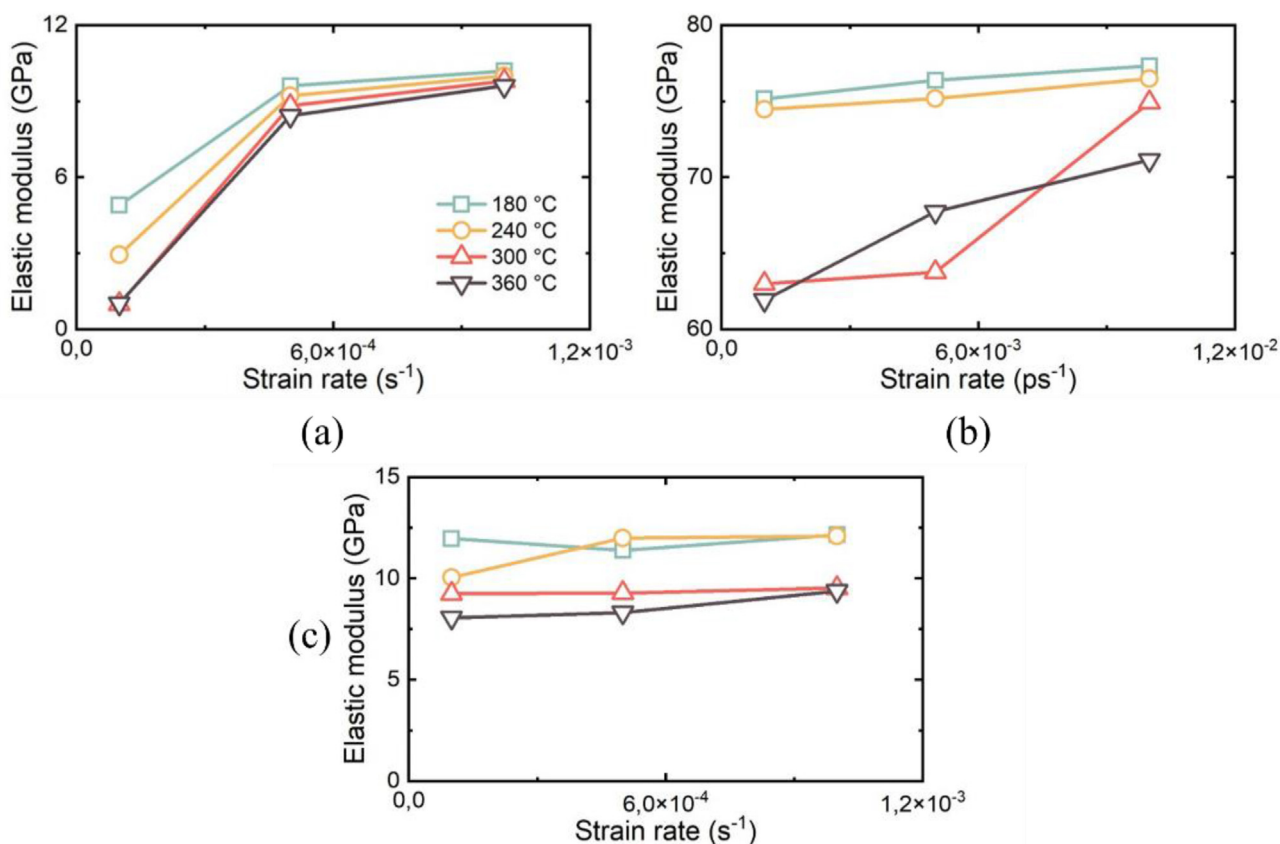 12
6
0
Elastic modulus (GPa)
180 °C
240 °C
300 °C
360 °C
0,0
6,0×10⁻⁴
1,2×10⁻³
Strain rate (s⁻¹)
(a)
80
70
60
Elastic modulus (GPa)
0,0
6,0×10⁻³
1,2×10⁻²
Strain rate (ps⁻¹)
(b)
15
10
5
0
Elastic modulus (GPa)
0,0
6,0×10⁻⁴
1,2×10⁻³
Strain rate (s⁻¹)
(c)